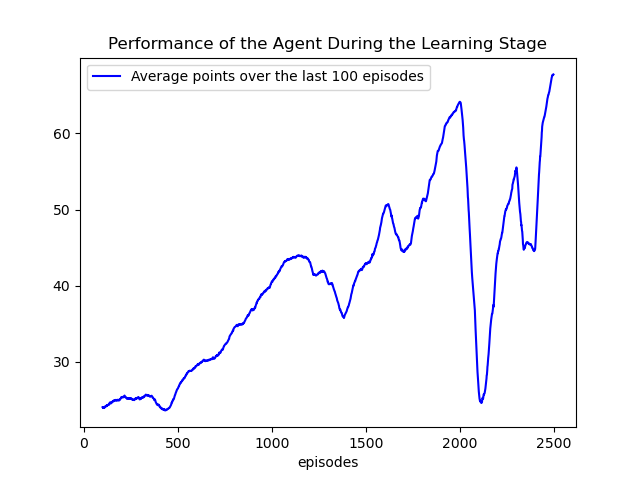 Performance of the Agent During the Learning Stage
Average points over the last 100 episodes
60
50
40
30
0 500 1000 1500 2000 2500
episodes